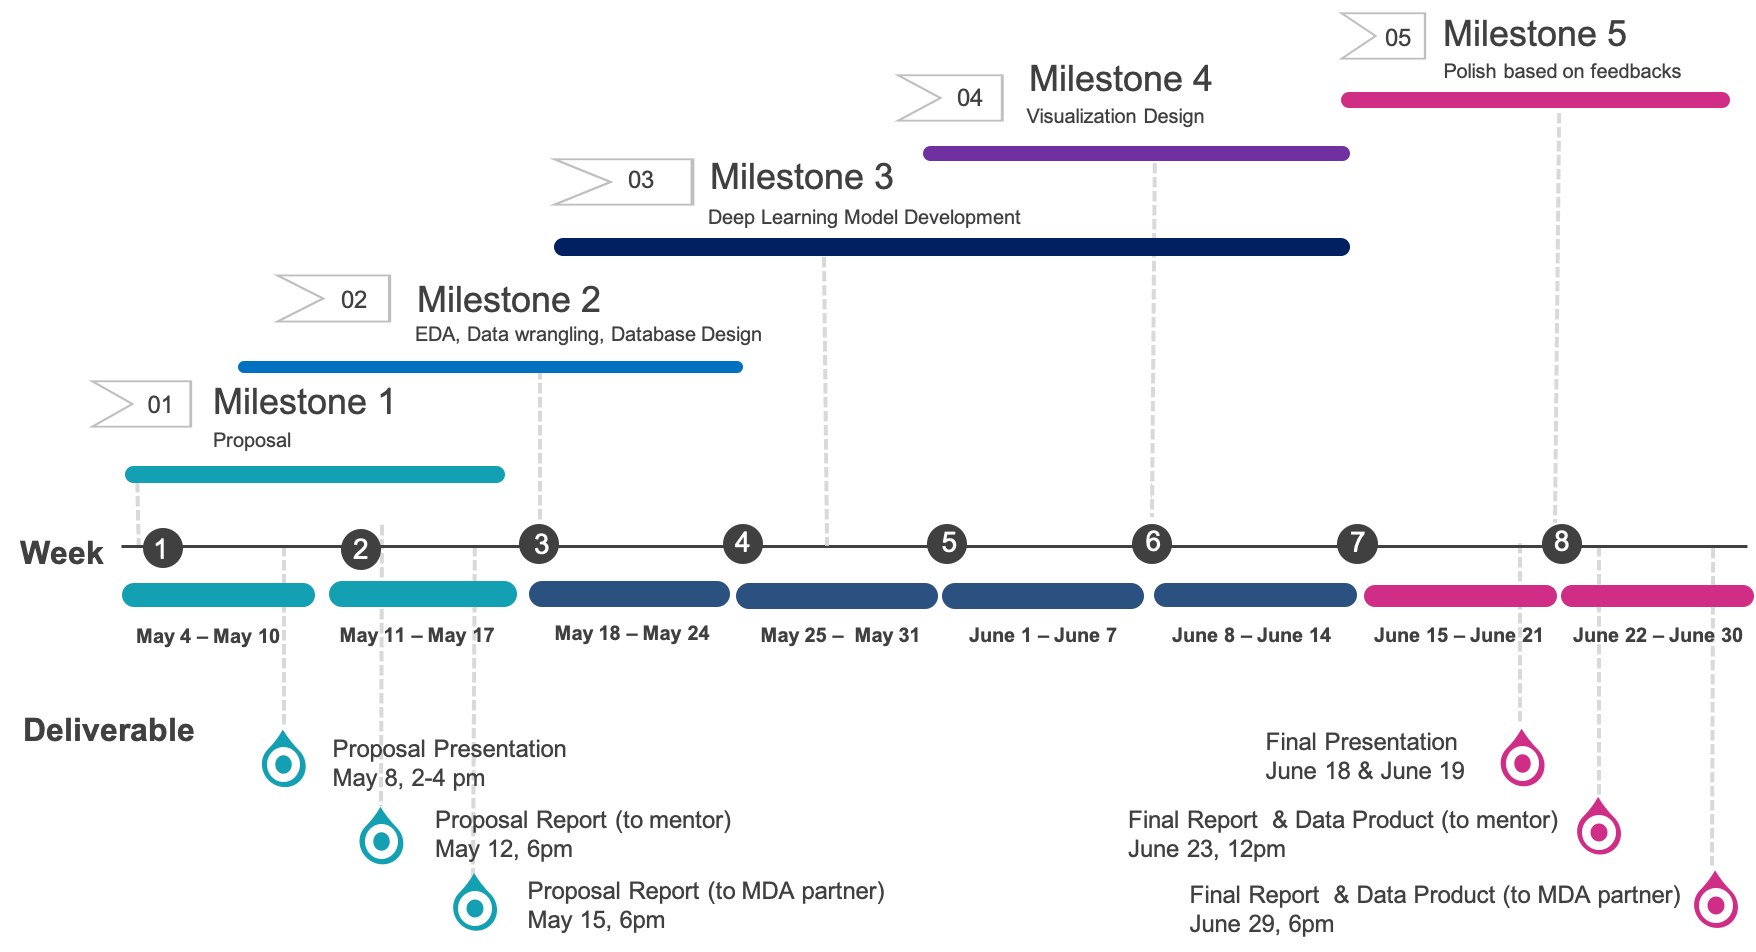 05
Milestone 5
Polish based on feedbacks
04
Milestone 4
Visualization Design
03
Milestone 3
Deep Learning Model Development
02
Milestone 2
EDA, Data wrangling, Database Design
01
Milestone 1
Proposal
Week
1
2
3
4
5
6
7
8
May 4 – May 10
May 11 – May 17
May 18 – May 24
May 25 – May 31
June 1 – June 7
June 8 – June 14
June 15 – June 21
June 22 – June 30
Deliverable
Proposal Presentation
May 8, 2-4 pm
Proposal Report (to mentor)
May 12, 6pm
Proposal Report (to MDA partner)
May 15, 6pm
Final Presentation
June 18 & June 19
Final Report & Data Product (to mentor)
June 23, 12pm
Final Report & Data Product (to MDA partner)
June 29, 6pm